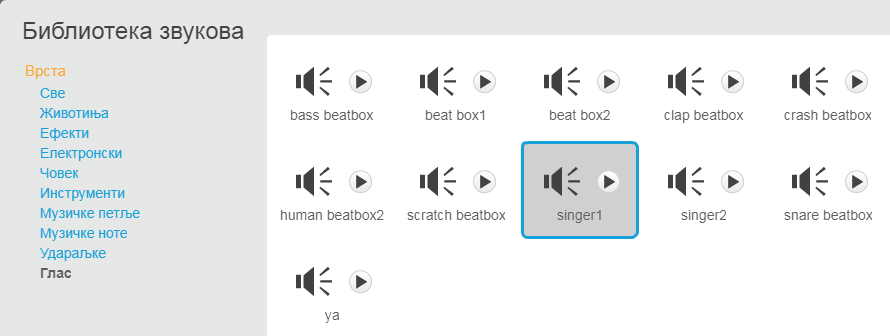 Библиотека звукова
Врста
Све
Животиња
Ефекти
Електронски
Човек
Инструменти
Музичке петље
Музичке ноте
Удараљке
Глас
bass beatbox beat box1 beat box2 clap beatbox crash beatbox
human beatbox2 scratch beatbox singer1 singer2 snare beatbox
ya